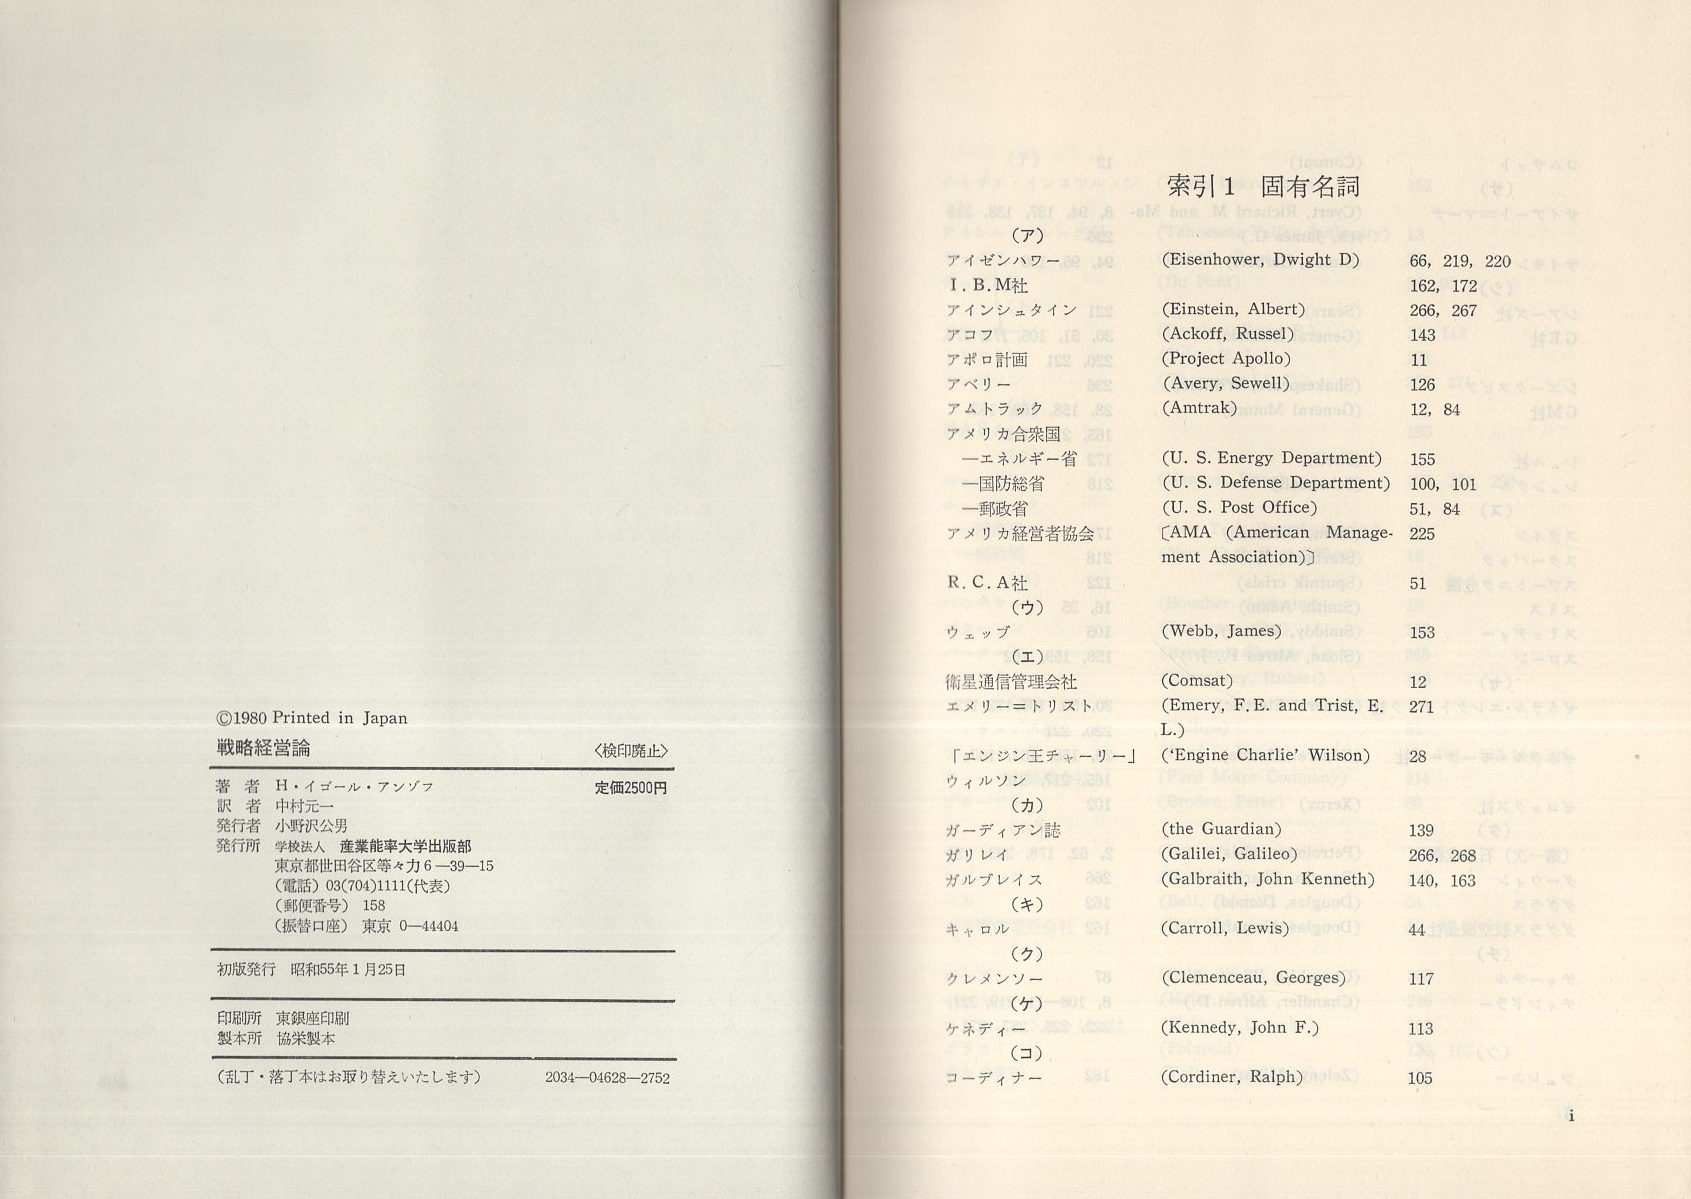 ©1980 Printed in Japan
戦略経営論 〈検印廃止〉
著 者 H・イゴール・アンゾフ 定価2500円
訳 者 中村元一
発行者 小野沢公男
発行所 学校法人 産業能率大学出版部
東京都世田谷区等々力6—39—15
(電話) 03(704)1111(代表)
(郵便番号) 158
(振替口座) 東京 0—44404
初版発行 昭和55年1月25日
印刷所 東銀座印刷
製本所 協栄製本
(乱丁・落丁本はお取り替えいたします) 2034—04628—2752
索引1 固有名詞
(ア)
アイゼンハワー (Eisenhower, Dwight D) 66, 219, 220
I.B.M社 162, 172
アインシュタイン (Einstein, Albert) 266, 267
アコフ (Ackoff, Russel) 143
アポロ計画 (Project Apollo) 11
アベリー (Avery, Sewell) 126
アムトラック (Amtrak) 12, 84
アメリカ合衆国
—エネルギー省 (U. S. Energy Department) 155
—国防総省 (U. S. Defense Department) 100, 101
—郵政省 (U. S. Post Office) 51, 84
アメリカ経営者協会 〔AMA (American Manage- 225
ment Association)〕
R.C.A社 51
(ウ)
ウェッブ (Webb, James) 153
(エ)
衛星通信管理会社 (Comsat) 12
エメリー＝トリスト (Emery, F.E. and Trist, E. 271
L.)
「エンジン王チャーリー」 ('Engine Charlie' Wilson) 28
ウィルソン
(カ)
ガーディアン誌 (the Guardian) 139
ガリレイ (Galilei, Galileo) 266, 268
ガルブレイス (Galbraith, John Kenneth) 140, 163
(キ)
キャロル (Carroll, Lewis) 44
(ク)
クレメンソー (Clemenceau, Georges) 117
(ケ)
ケネディー (Kennedy, John F.) 113
(コ)
コーディナー (Cordiner, Ralph) 105
i